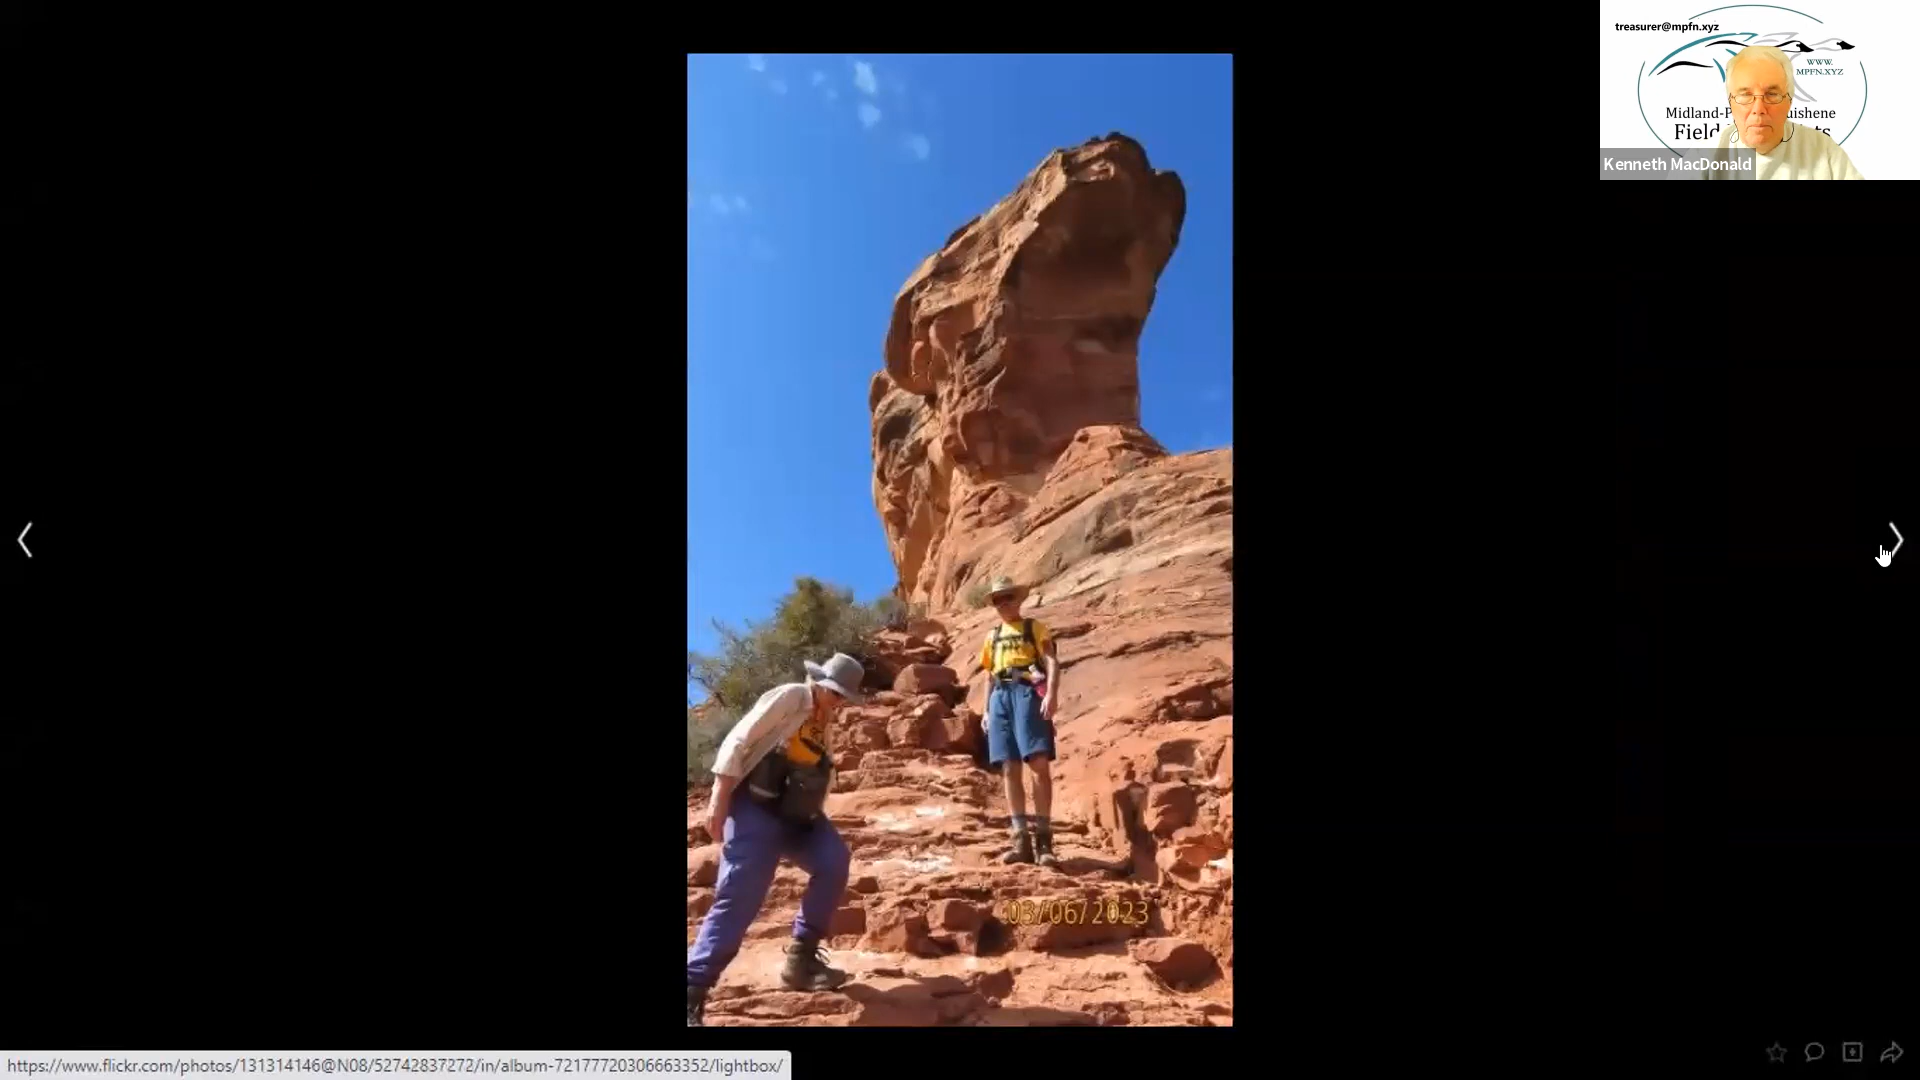 treasurer@mpfn.xyz
WWW.
MPFN.XYZ
Midland-P uishene
Field ts
Kenneth MacDonald
03/06/2023
https://www.flickr.com/photos/131314146@N08/52742837272/in/album-72177720306663352/lightbox/